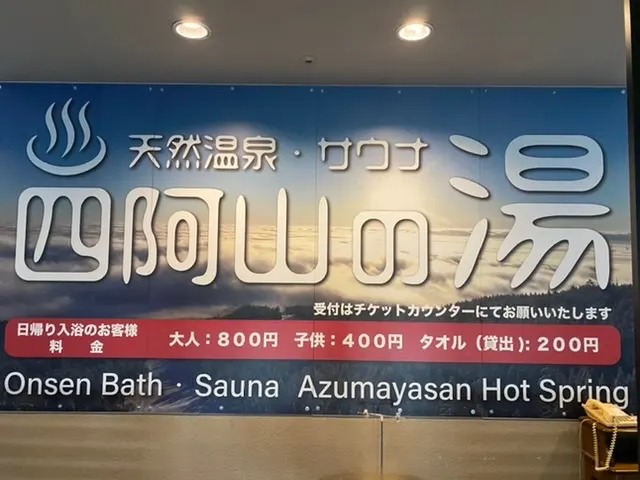 天然温泉・サウナ
四阿山の湯
受付はチケットカウンターにてお願いいたします
日帰り入浴のお客様
料金
大人：８００円 子供：４００円 タオル（貸出）：２００円
Onsen Bath・Sauna Azumayasan Hot Spring